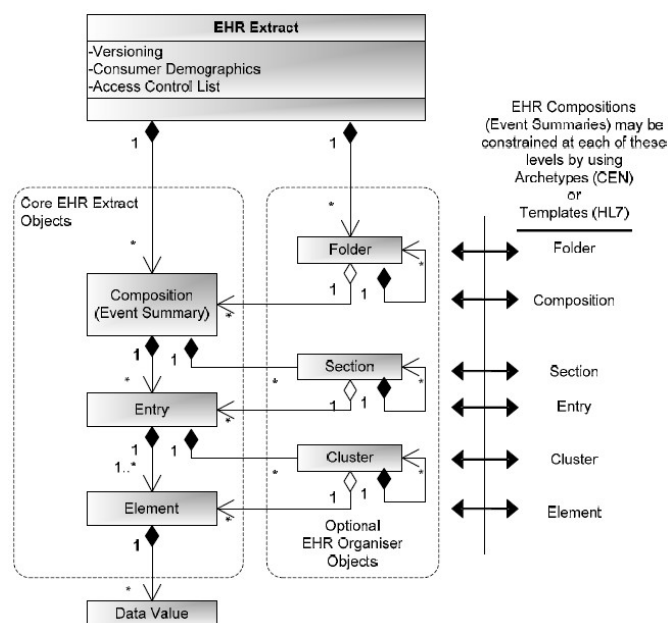 EHR Extract
-Versioning
-Consumer Demographics
-Access Control List
1
1
EHR Compositions
(Event Summaries) may be
constrained at each of these
levels by using
Archetypes (CEN)
or
Templates (HL7)
Core EHR Extract
Objects
*
*
Folder
*
1
1
Folder
Composition
(Event Summary)
*
Composition
1
1
*
*
Section
*
1
1
Section
Entry
*
Entry
1
1
1..*
*
Cluster
*
1
1
Cluster
Element
*
Element
1
Optional
EHR Organiser
Objects
*
Data Value